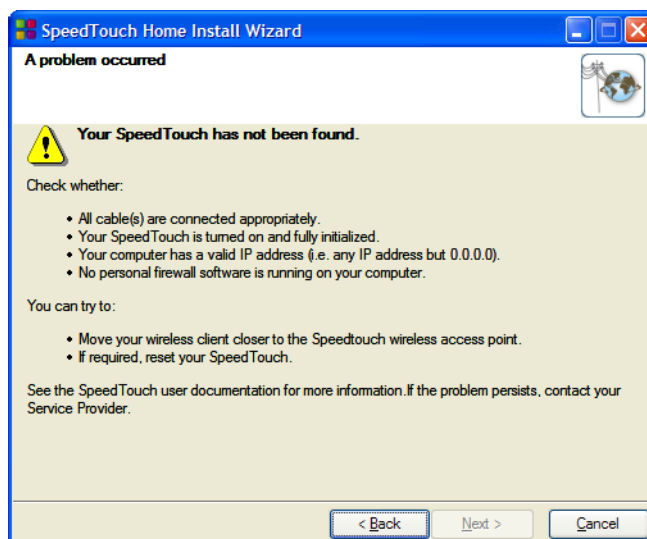 SpeedTouch Home Install Wizard
A problem occurred
Your SpeedTouch has not been found.
Check whether:
• All cable(s) are connected appropriately.
• Your SpeedTouch is turned on and fully initialized.
• Your computer has a valid IP address (i.e. any IP address but 0.0.0.0).
• No personal firewall software is running on your computer.
You can try to:
• Move your wireless client closer to the Speedtouch wireless access point.
• If required, reset your SpeedTouch.
See the SpeedTouch user documentation for more information.If the problem persists, contact your
Service Provider.
< Back Next > Cancel